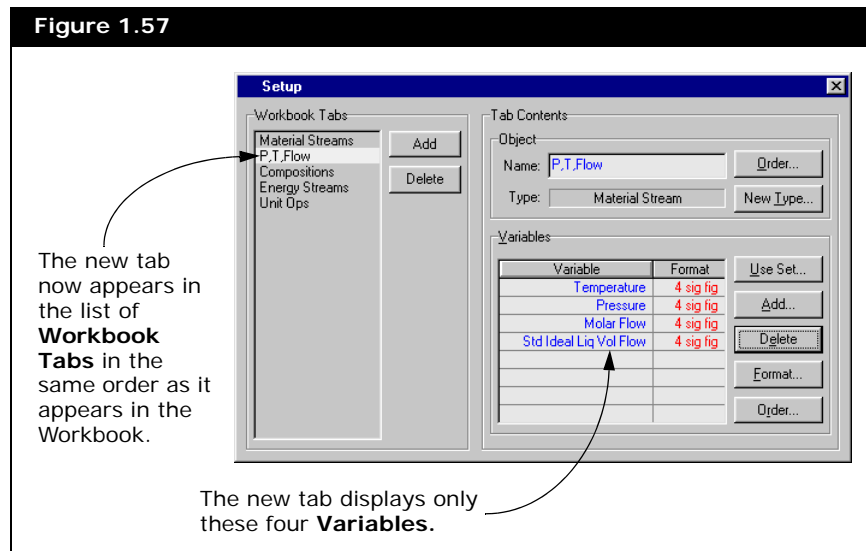 Figure 1.57
Setup
Workbook Tabs
Material Streams
P,T,Flow
Compositions
Energy Streams
Unit Ops
Add
Delete
Tab Contents
Object
Name: P,T,Flow
Order...
Type: Material Stream
New Type...
Variables
Variable Format
Temperature 4 sig fig
Pressure 4 sig fig
Molar Flow 4 sig fig
Std Ideal Liq Vol Flow 4 sig fig
Use Set...
Add...
Delete
Format...
Order...
The new tab
now appears in
the list of
Workbook
Tabs in the
same order as it
appears in the
Workbook.
The new tab displays only
these four Variables.